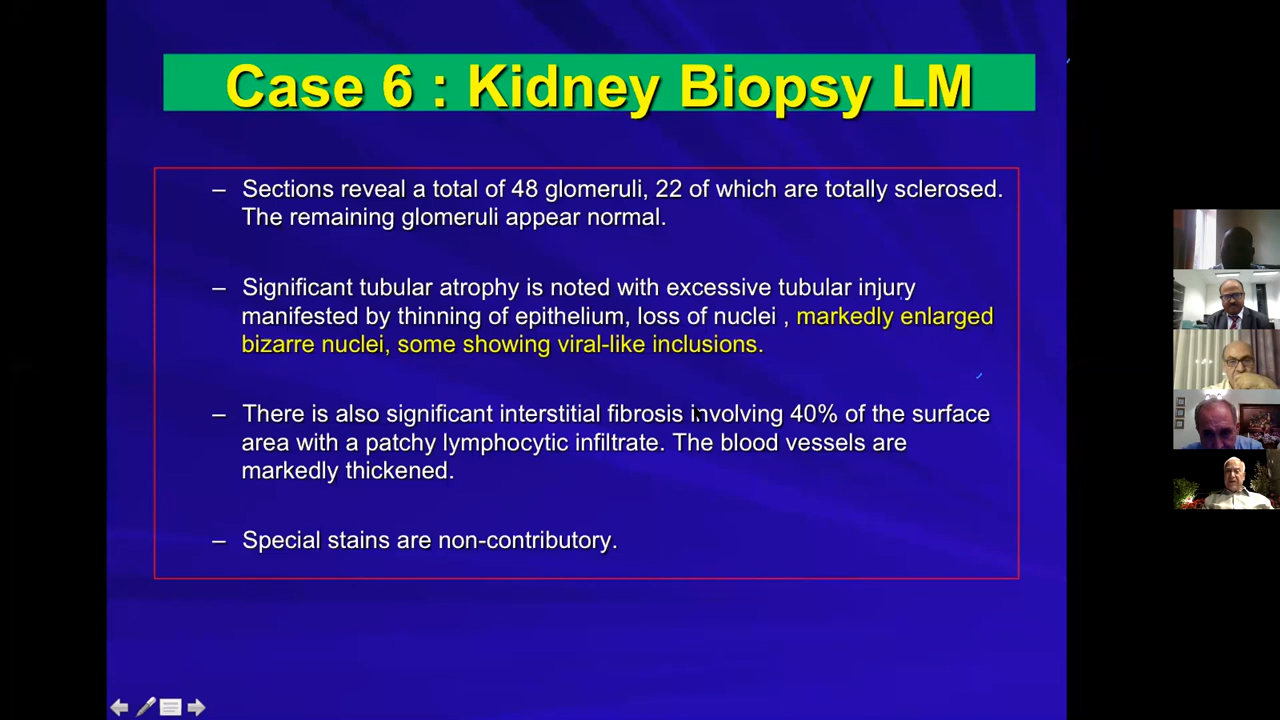 Case 6 : Kidney Biopsy LM
– Sections reveal a total of 48 glomeruli, 22 of which are totally sclerosed.
The remaining glomeruli appear normal.
– Significant tubular atrophy is noted with excessive tubular injury
manifested by thinning of epithelium, loss of nuclei , markedly enlarged
bizarre nuclei, some showing viral-like inclusions.
– There is also significant interstitial fibrosis involving 40% of the surface
area with a patchy lymphocytic infiltrate. The blood vessels are
markedly thickened.
– Special stains are non-contributory.